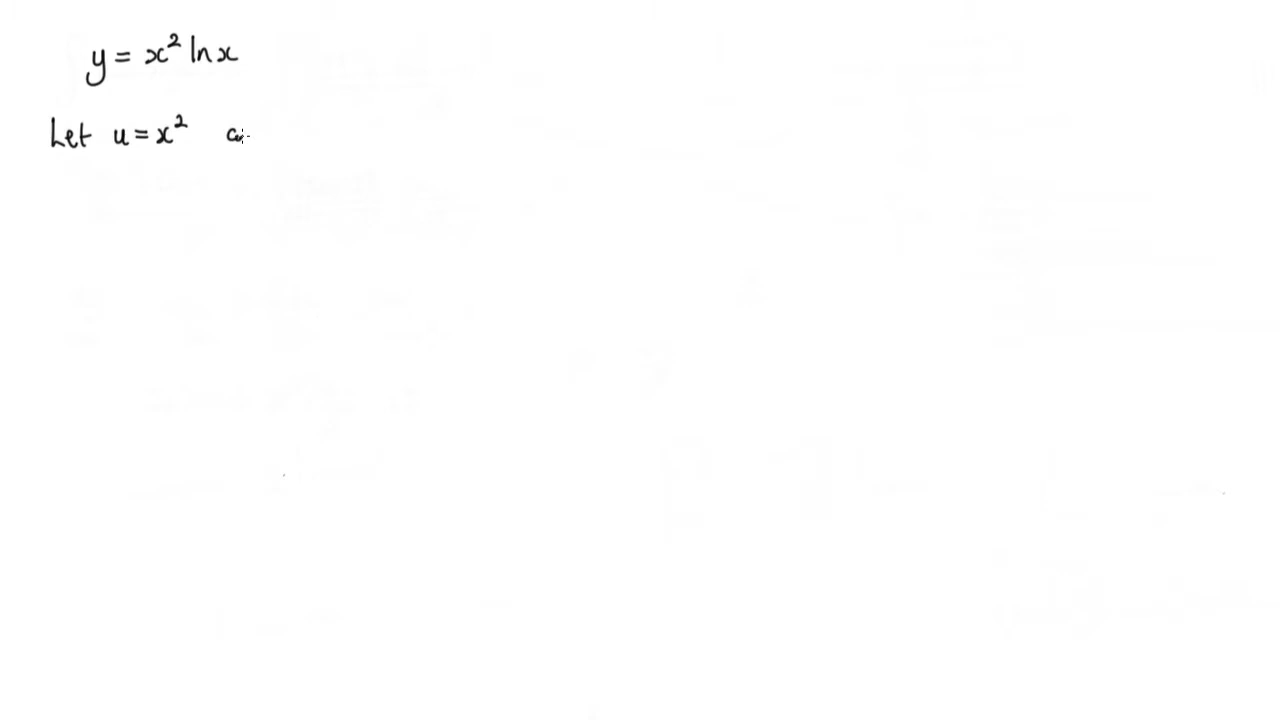 y = x² ln x
Let u = x²